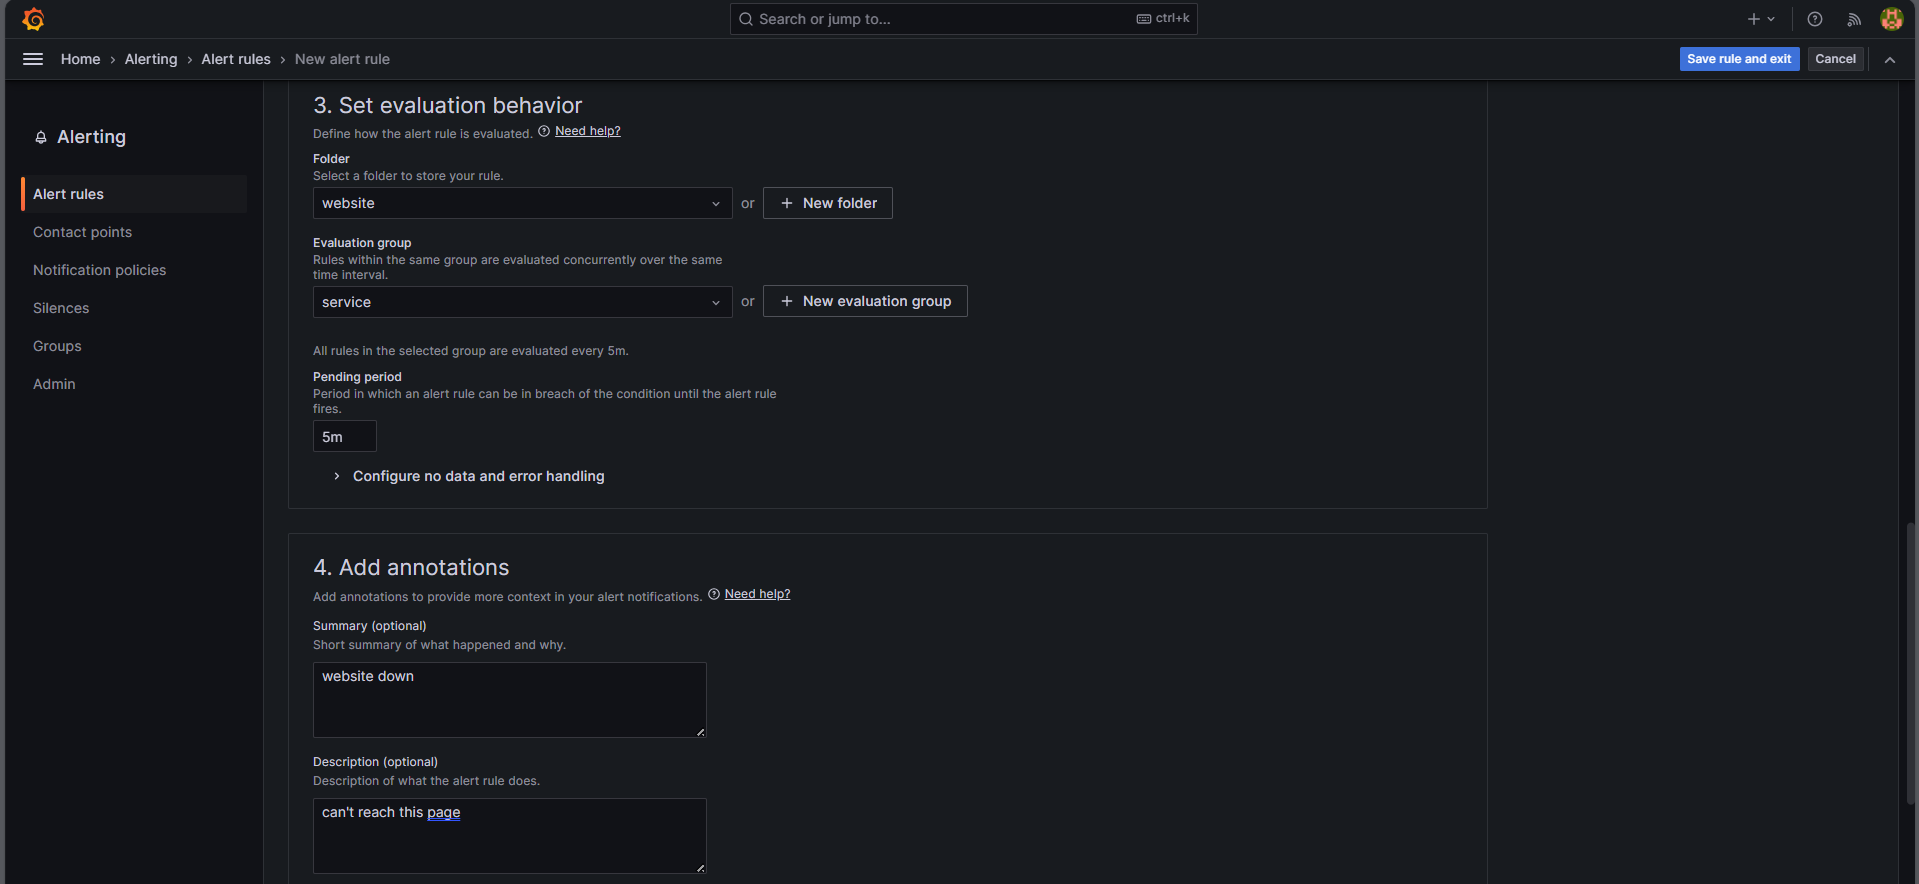 Search or jump to...
ctrl+k
Home › Alerting › Alert rules › New alert rule
Save rule and exit
Cancel
Alerting
Alert rules
Contact points
Notification policies
Silences
Groups
Admin
3. Set evaluation behavior
Define how the alert rule is evaluated. Need help?
Folder
Select a folder to store your rule.
website
or
+ New folder
Evaluation group
Rules within the same group are evaluated concurrently over the same
time interval.
service
or
+ New evaluation group
All rules in the selected group are evaluated every 5m.
Pending period
Period in which an alert rule can be in breach of the condition until the alert rule
fires.
5m
Configure no data and error handling
4. Add annotations
Add annotations to provide more context in your alert notifications. Need help?
Summary (optional)
Short summary of what happened and why.
website down
Description (optional)
Description of what the alert rule does.
can't reach this page